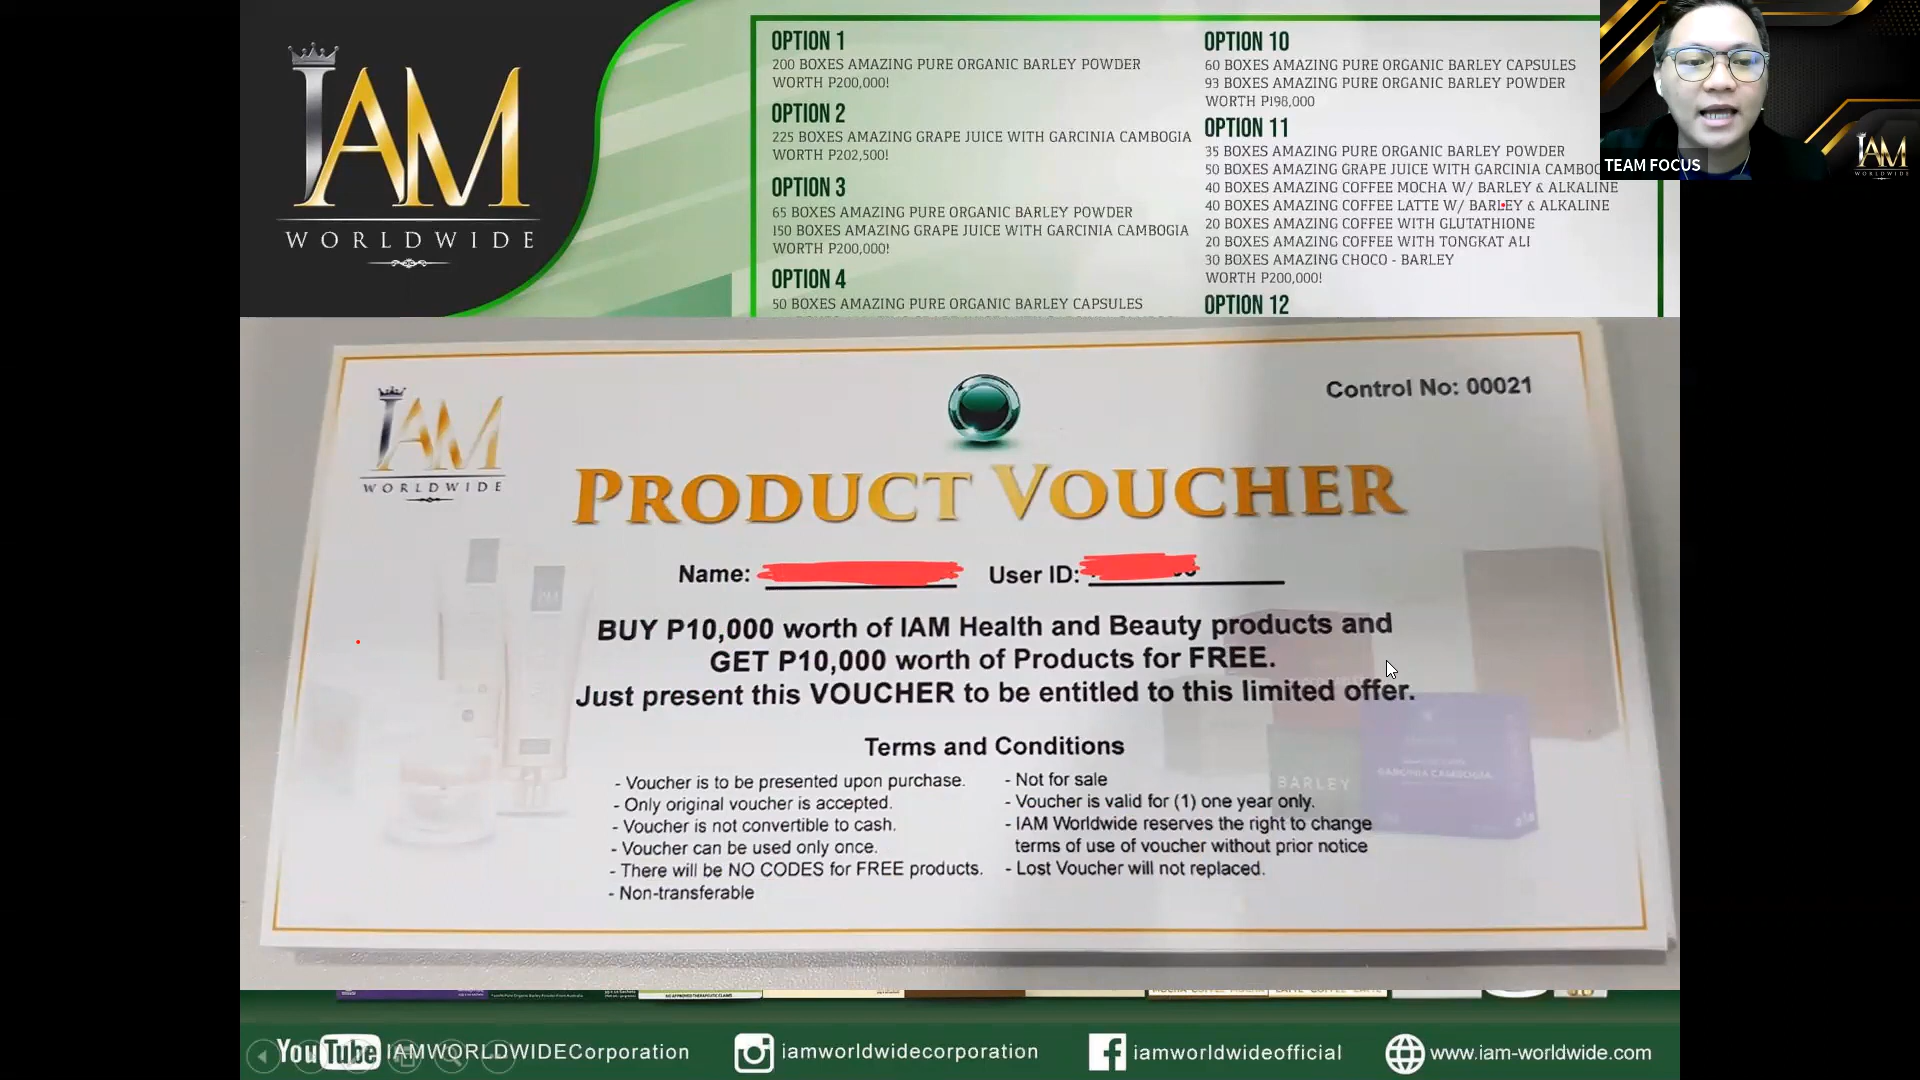 IAM
WORLDWIDE
OPTION 1
200 BOXES AMAZING PURE ORGANIC BARLEY POWDER
WORTH P200,000!
OPTION 2
225 BOXES AMAZING GRAPE JUICE WITH GARCINIA CAMBOGIA
WORTH P202,500!
OPTION 3
65 BOXES AMAZING PURE ORGANIC BARLEY POWDER
150 BOXES AMAZING GRAPE JUICE WITH GARCINIA CAMBOGIA
WORTH P200,000!
OPTION 4
50 BOXES AMAZING PURE ORGANIC BARLEY CAPSULES
OPTION 10
60 BOXES AMAZING PURE ORGANIC BARLEY CAPSULES
93 BOXES AMAZING PURE ORGANIC BARLEY POWDER
WORTH P198,000
OPTION 11
35 BOXES AMAZING PURE ORGANIC BARLEY POWDER
50 BOXES AMAZING GRAPE JUICE WITH GARCINIA
40 BOXES AMAZING COFFEE MOCHA W/ BARLEY & ALKALINE
40 BOXES AMAZING COFFEE LATTE W/ BARLEY & ALKALINE
20 BOXES AMAZING COFFEE WITH GLUTATHIONE
20 BOXES AMAZING COFFEE WITH TONGKAT ALI
30 BOXES AMAZING CHOCO - BARLEY
WORTH P200,000!
OPTION 12
TEAM FOCUS
IAM
WORLDWIDE
IAM
WORLDWIDE
Control No: 00021
PRODUCT VOUCHER
Name: User ID:
BUY P10,000 worth of IAM Health and Beauty products and
GET P10,000 worth of Products for FREE.
Just present this VOUCHER to be entitled to this limited offer.
Terms and Conditions
- Voucher is to be presented upon purchase.
- Only original voucher is accepted.
- Voucher is not convertible to cash.
- Voucher can be used only once.
- There will be NO CODES for FREE products.
- Non-transferable
- Not for sale
- Voucher is valid for (1) one year only.
- IAM Worldwide reserves the right to change
terms of use of voucher without prior notice
- Lost Voucher will not replaced.
BARLEY
GARCINIA CAMBOGIA
YouTube IAMWORLDWIDECorporation
iamworldwidecorporation
iamworldwideofficial
www.iam-worldwide.com